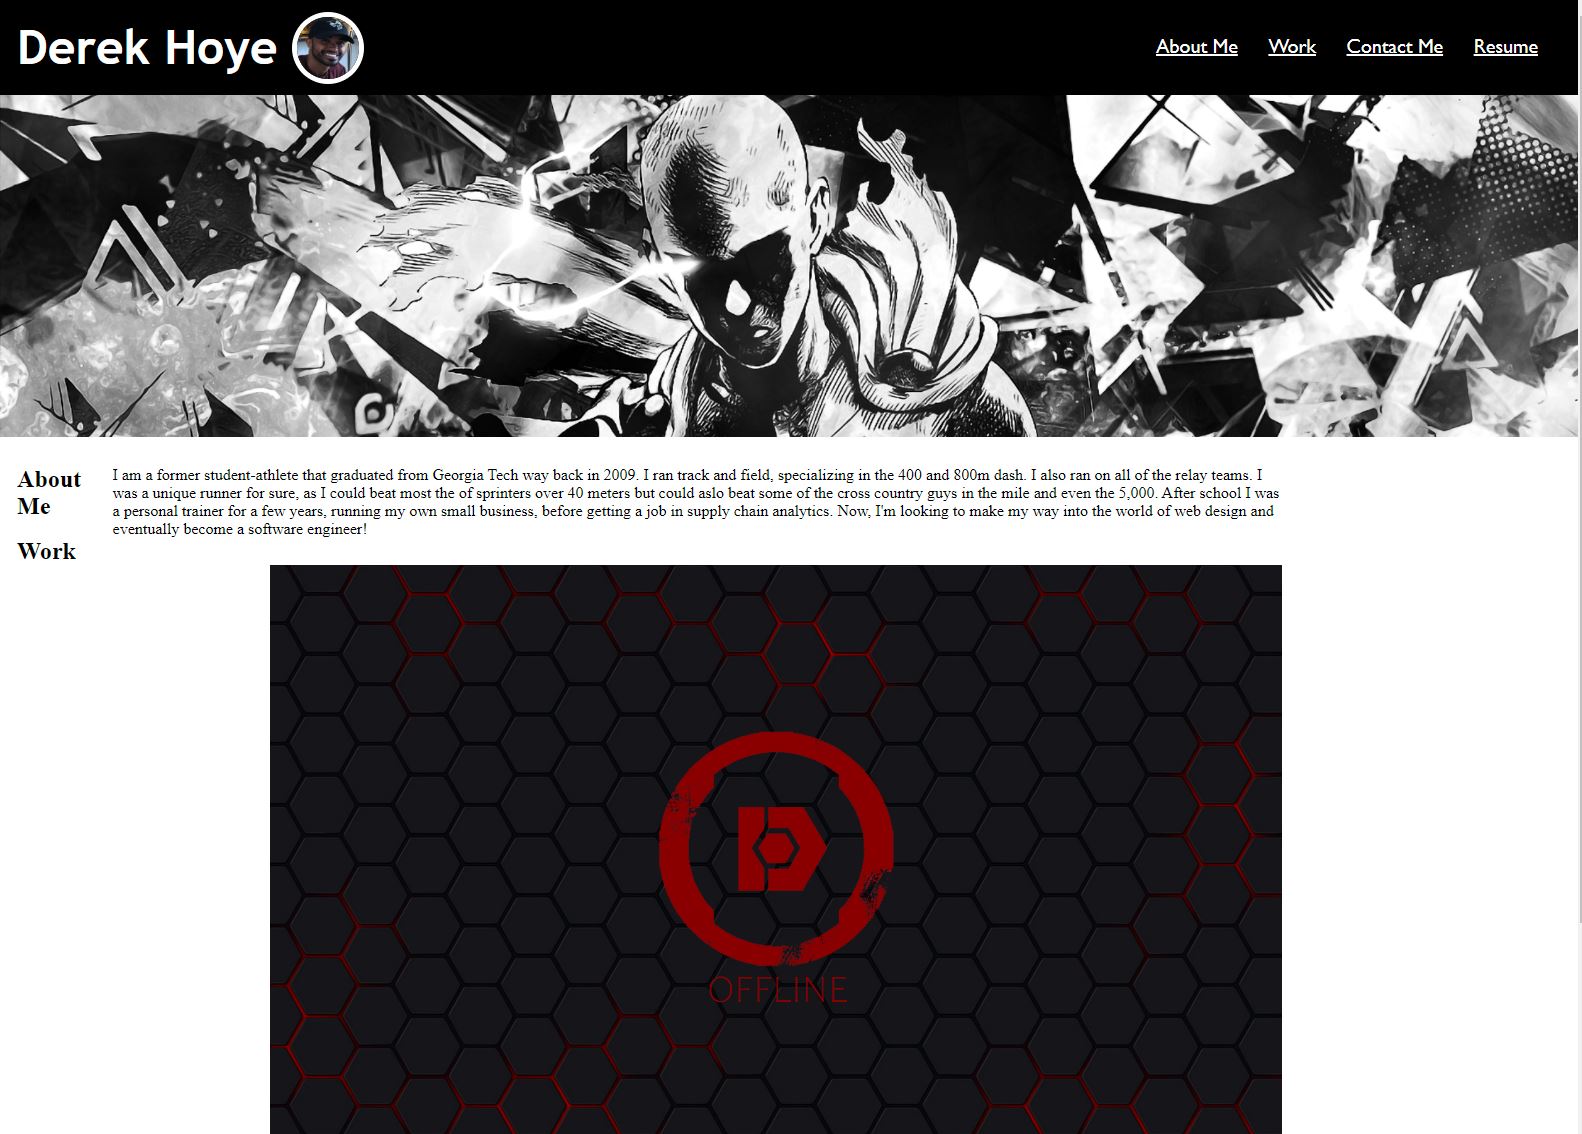 Derek Hoye
About Me Work Contact Me Resume
About
Me
I am a former student-athlete that graduated from Georgia Tech way back in 2009. I ran track and field, specializing in the 400 and 800m dash. I also ran on all of the relay teams. I
was a unique runner for sure, as I could beat most the of sprinters over 40 meters but could aslo beat some of the cross country guys in the mile and even the 5,000. After school I was
a personal trainer for a few years, running my own small business, before getting a job in supply chain analytics. Now, I'm looking to make my way into the world of web design and
eventually become a software engineer!
Work
OFFLINE